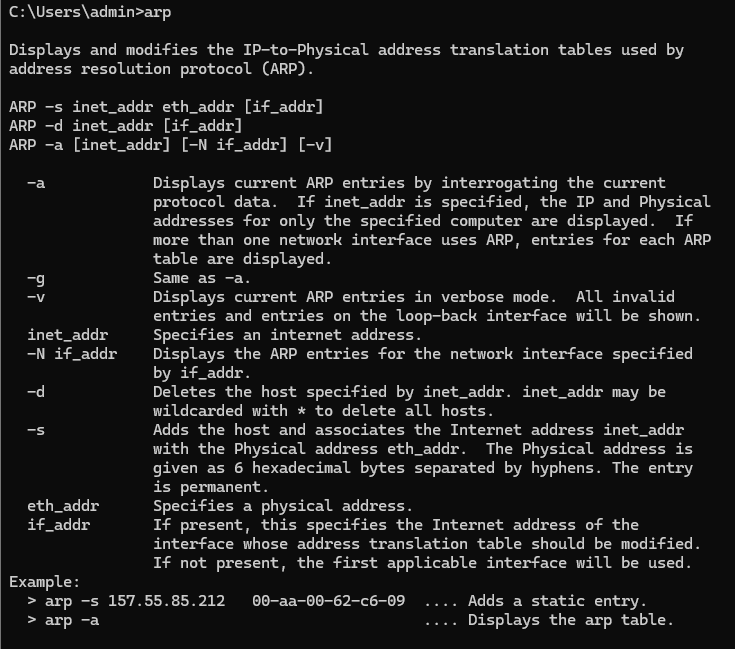 C:\Users\admin>arp

Displays and modifies the IP-to-Physical address translation tables used by
address resolution protocol (ARP).

ARP -s inet_addr eth_addr [if_addr]
ARP -d inet_addr [if_addr]
ARP -a [inet_addr] [-N if_addr] [-v]

  -a            Displays current ARP entries by interrogating the current
                protocol data.  If inet_addr is specified, the IP and Physical
                addresses for only the specified computer are displayed.  If
                more than one network interface uses ARP, entries for each ARP
                table are displayed.
  -g            Same as -a.
  -v            Displays current ARP entries in verbose mode.  All invalid
                entries and entries on the loop-back interface will be shown.
  inet_addr     Specifies an internet address.
  -N if_addr    Displays the ARP entries for the network interface specified
                by if_addr.
  -d            Deletes the host specified by inet_addr. inet_addr may be
                wildcarded with * to delete all hosts.
  -s            Adds the host and associates the Internet address inet_addr
                with the Physical address eth_addr.  The Physical address is
                given as 6 hexadecimal bytes separated by hyphens. The entry
                is permanent.
  eth_addr      Specifies a physical address.
  if_addr       If present, this specifies the Internet address of the
                interface whose address translation table should be modified.
                If not present, the first applicable interface will be used.
Example:
  > arp -s 157.55.85.212   00-aa-00-62-c6-09  .... Adds a static entry.
  > arp -a                                    .... Displays the arp table.